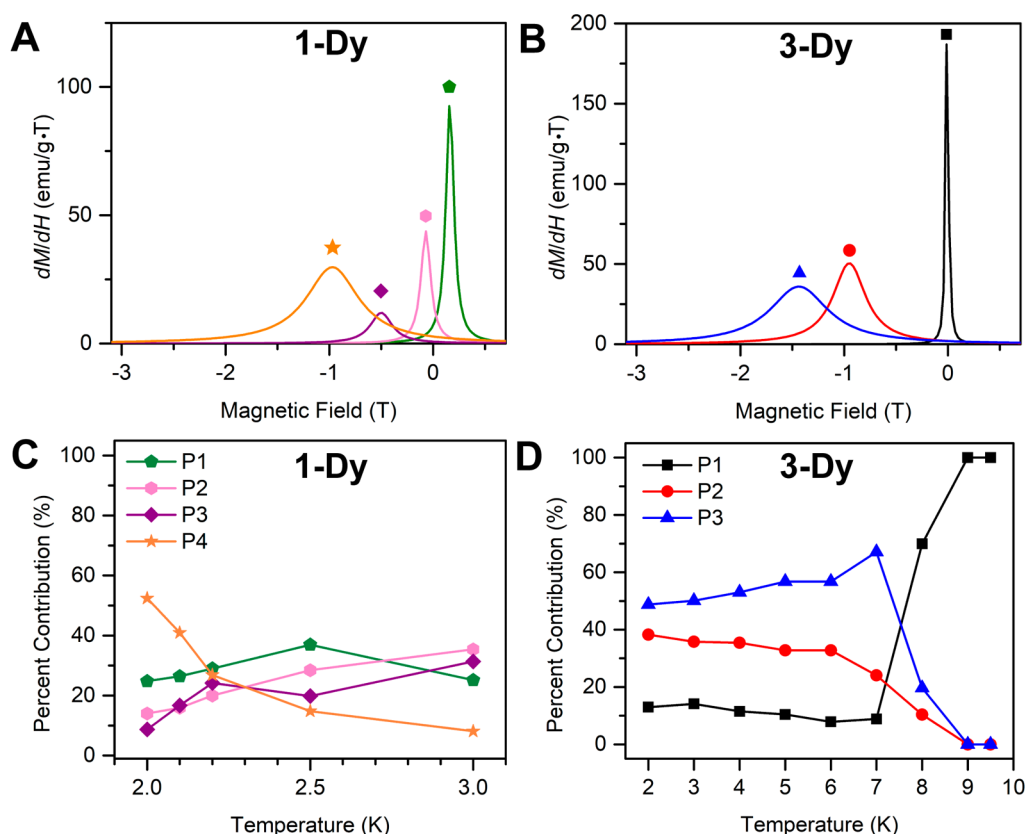 A
1-Dy
100
50
0
dM/dH (emu/g·T)
-3
-2
-1
0
Magnetic Field (T)
B
3-Dy
200
150
100
50
0
dM/dH (emu/g·T)
-3
-2
-1
0
Magnetic Field (T)
C
1-Dy
P1
P2
P3
P4
100
80
60
40
20
0
Percent Contribution (%)
2.0
2.5
3.0
Temperature (K)
D
3-Dy
P1
P2
P3
100
80
60
40
20
0
Percent Contribution (%)
2
3
4
5
6
7
8
9
10
Temperature (K)